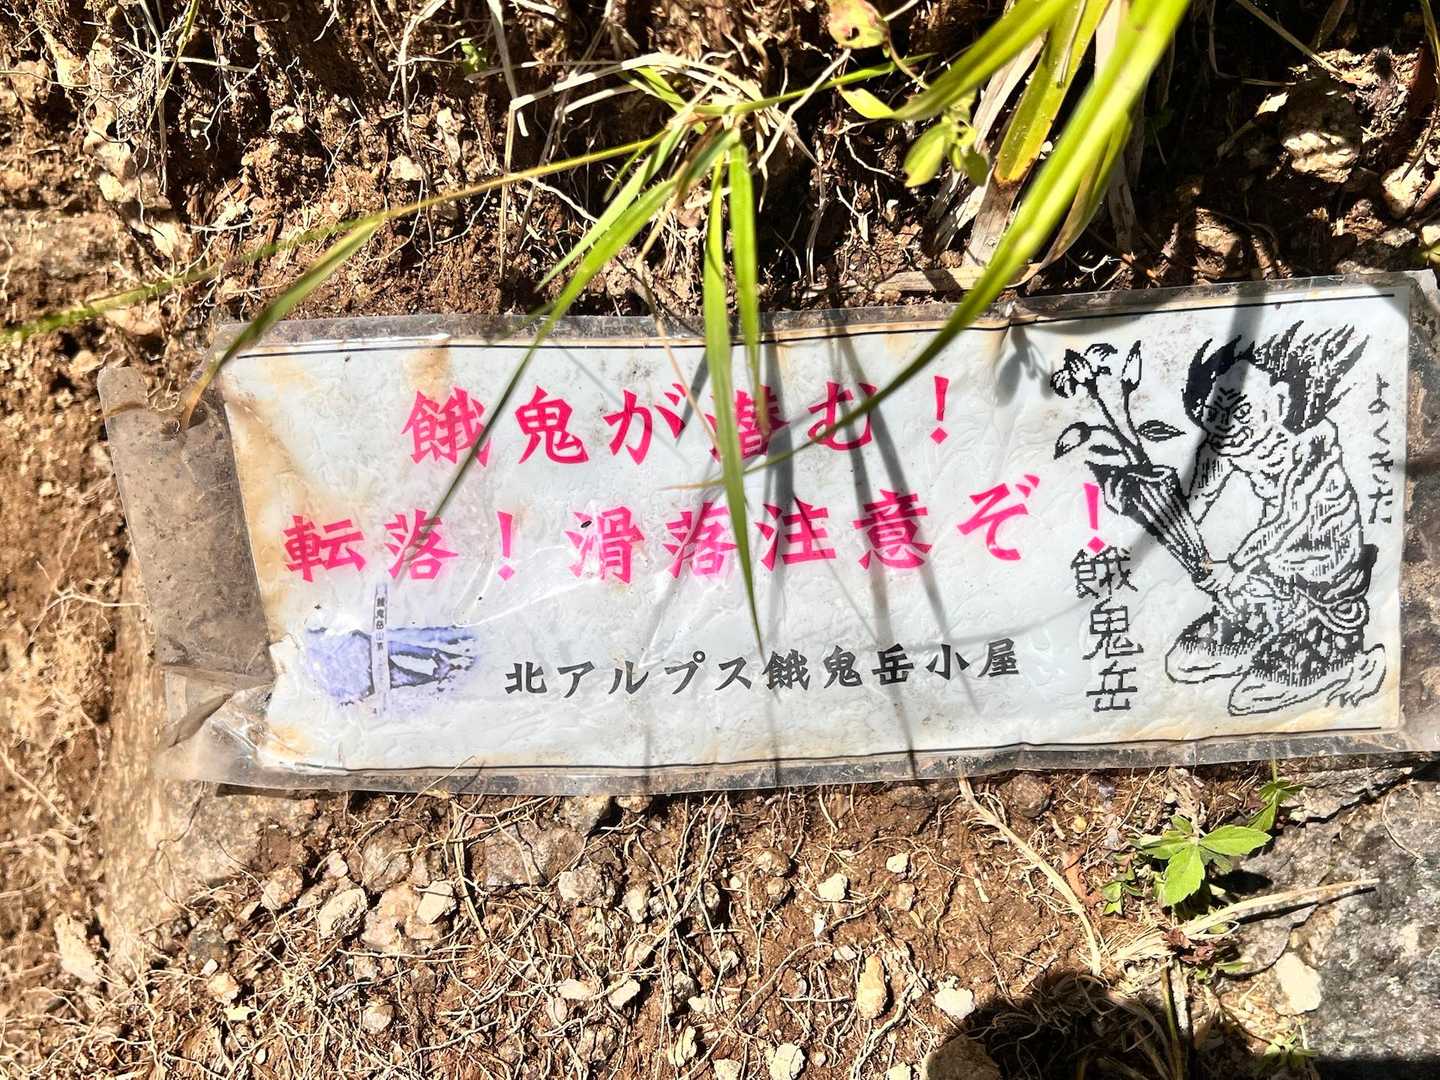 餓鬼が潜む！
転落！滑落注意ぞ！
北アルプス餓鬼岳小屋
よくきた
餓鬼岳